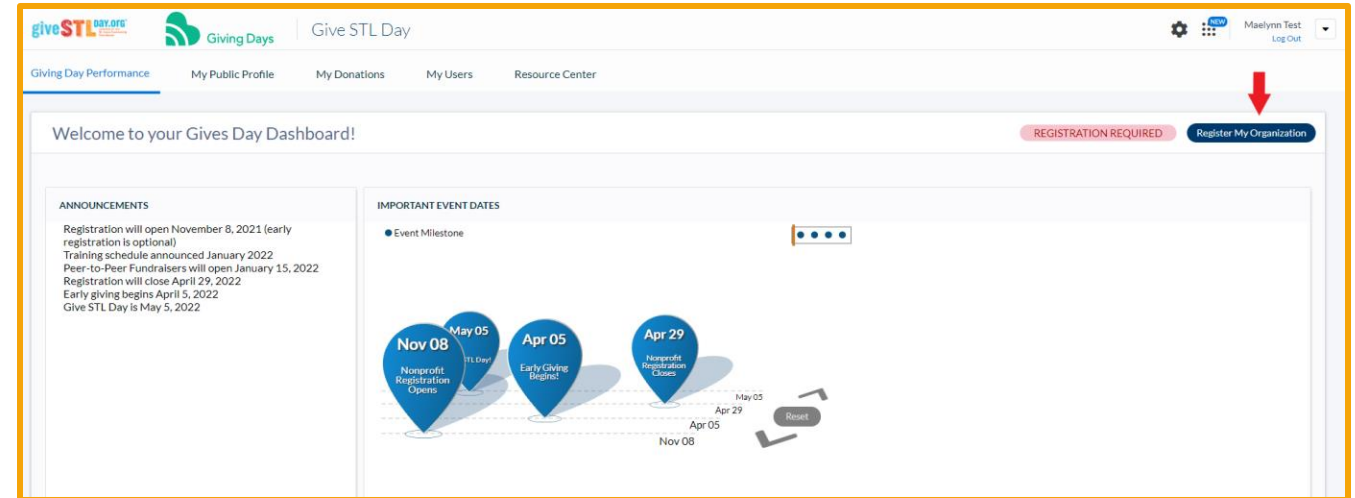 giveSTL DAY.ORG
Giving Days
Give STL Day
NEW
Maelynn Test
Log Out
Giving Day Performance
My Public Profile
My Donations
My Users
Resource Center
Welcome to your Gives Day Dashboard!
REGISTRATION REQUIRED
Register My Organization
ANNOUNCEMENTS
Registration will open November 8, 2021 (early
registration is optional)
Training schedule announced January 2022
Peer-to-Peer Fundraisers will open January 15, 2022
Registration will close April 29, 2022
Early giving begins April 5, 2022
Give STL Day is May 5, 2022
IMPORTANT EVENT DATES
Event Milestone
Nov 08
Nonprofit
Registration
Opens
May 05
STL Day!
Apr 05
Early Giving
Begins!
Apr 29
Nonprofit
Registration
Closes
May 05
Apr 29
Apr 05
Nov 08
Reset